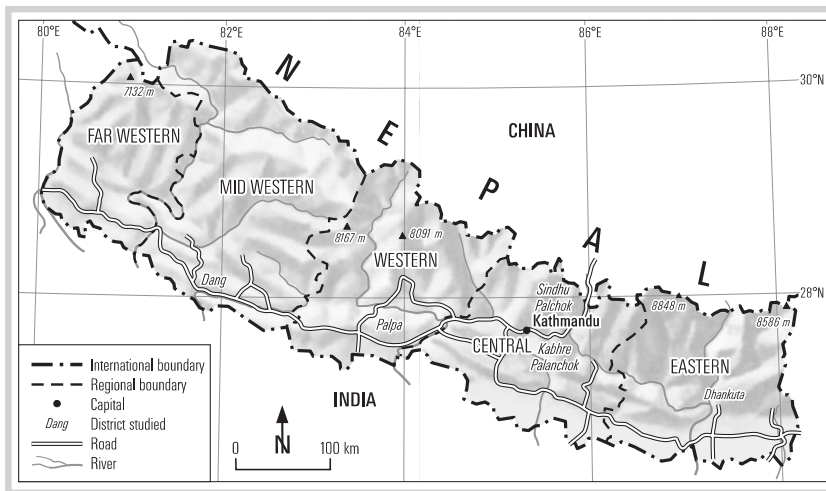 80°E
82°E
84°E
86°E
88°E
30°N
30°N
7132 m
N
E
P
A
L
CHINA
FAR WESTERN
MID WESTERN
8167 m
8091 m
WESTERN
Dang
Sindhu
Palchok
Kathmandu
28°N
8848 m
8586 m
Palpa
CENTRAL
Kabhre
Palanchok
EASTERN
Dhankuta
INDIA
International boundary
Regional boundary
Capital
Dang
District studied
Road
River
N
0
100 km